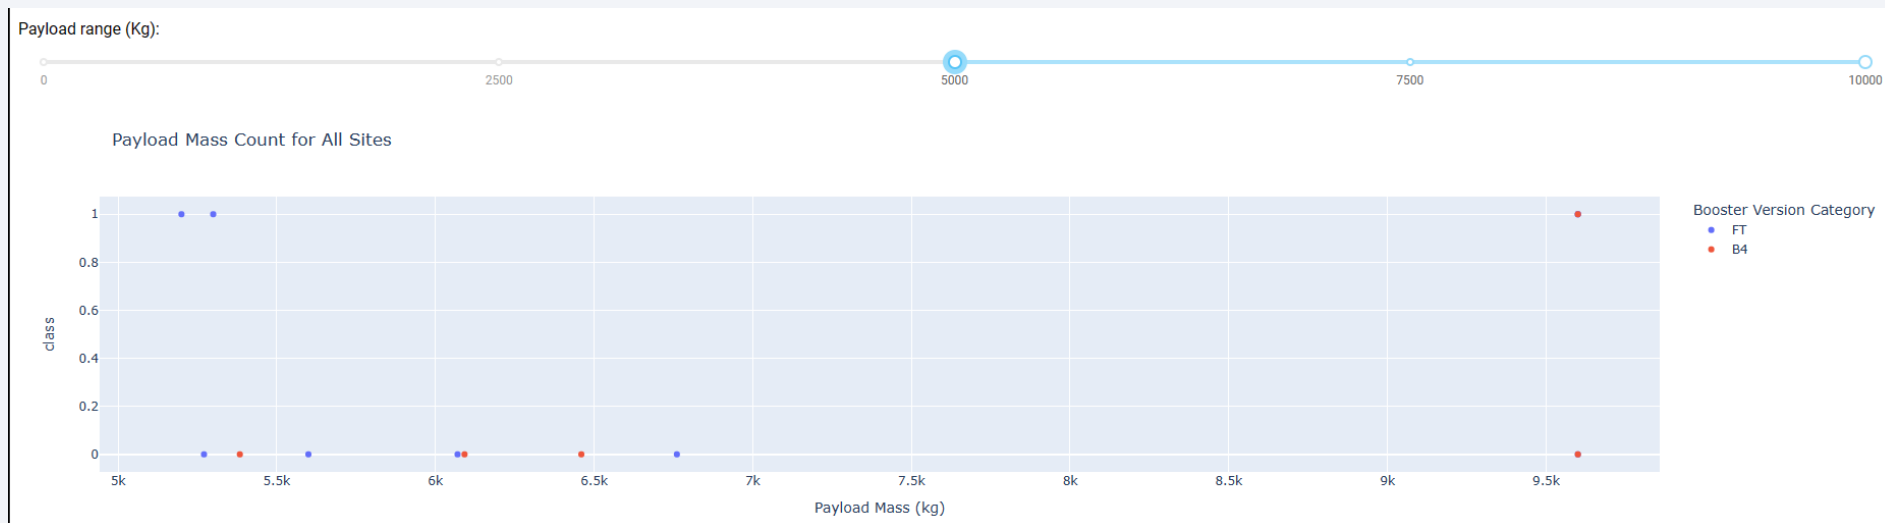 Payload range (Kg):
0 2500 5000 7500 10000
Payload Mass Count for All Sites
Booster Version Category
FT
B4
1
0.8
0.6
0.4
0.2
0
class
5k 5.5k 6k 6.5k 7k 7.5k 8k 8.5k 9k 9.5k
Payload Mass (kg)